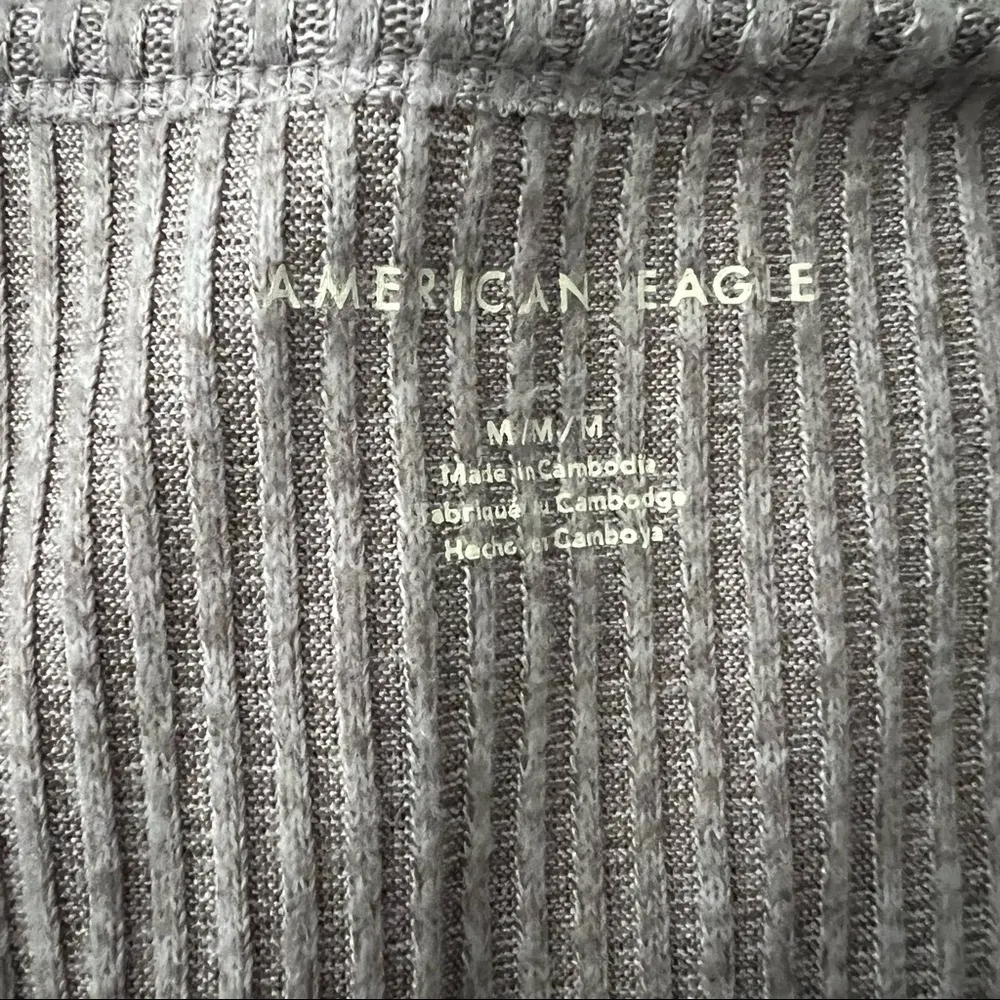 AMERICAN EAGLE
M/M/M
Made in Cambodia
Fabriqué au Cambodge
Hecho en Camboya